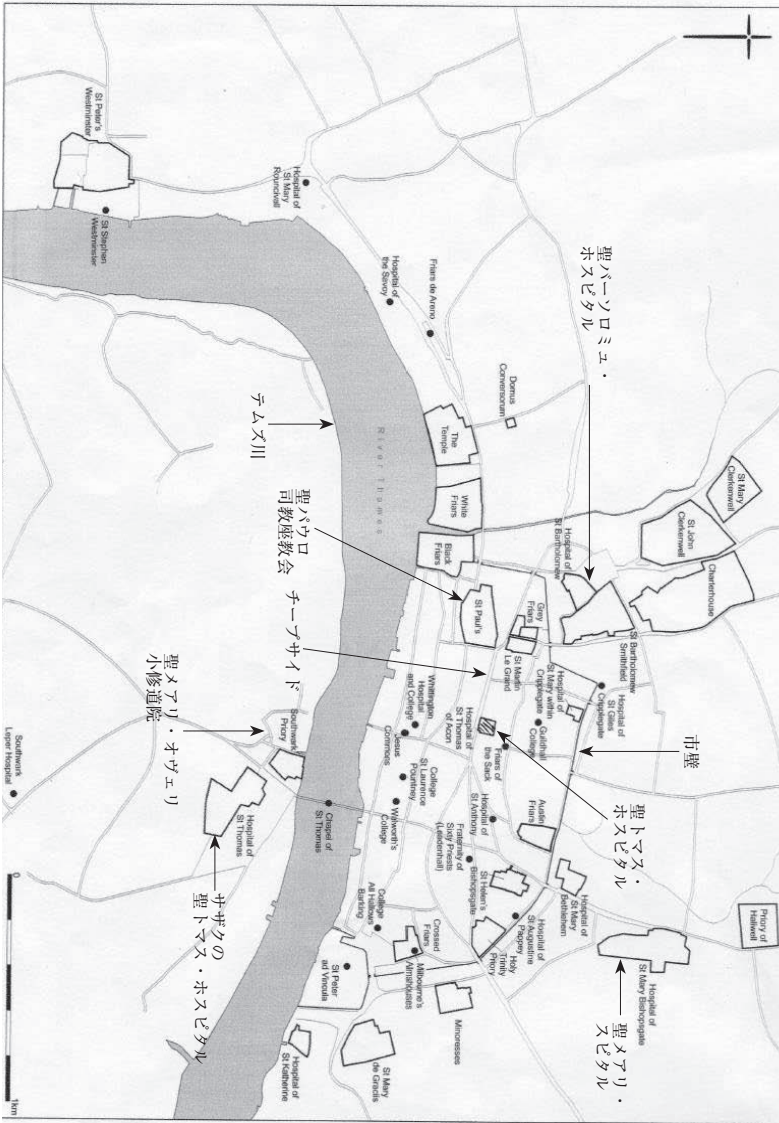 St Peter's
Westminster
St Stephen
Westminster
Hospital of
St Mary
Rouncivall
Hospital of
the Savoy
Friars de Areno
Domus
Conversorum
The
Temple
White
Friars
Black
Friars
River Thames
テムズ川
聖バーソロミュ・
ホスピタル
St Mary
Clerkenwell
St John
Clerkenwell
Charterhouse
Hospital of
St Bartholomew
St Bartholomew
Smithfield
Grey Friars
St Martin
Le Grand
St Paul's
聖パウロ
司教座教会
チープサイド
Hospital of
St Mary within
Cripplegate
Hospital of
St Giles
Cripplegate
市壁
Guildhall
College
Hospital of
St Thomas
of Acon
Friars of
the Sack
聖トマス・
ホスピタル
Whittington
Hospital
and College
Jesus
Commons
College
St Laurence
Pountney
Walworth's
College
Hospital of
St Anthony
Austin
Friars
Fraternity of
Sixty Priests
(Leadenhall)
St Helen's
Bishopsgate
Hospital of
St Mary
Bethlehem
Hospital of
St Augustine
Pappey
Holy
Trinity
Priory
Priory of
Haliwell
Hospital of
St Mary Bishopsgate
聖メアリ・
スピタル
College
All Hallows
Barking
Crossed
Friars
Milbourne's
Almshouses
Minoresses
St Peter
ad Vincula
St Mary
de Graciis
Hospital of
St Katherine
聖メアリ・オヴェリ
小修道院
Southwark
Priory
Chapel of
St Thomas
Hospital of
St Thomas
サザクの
聖トマス・ホスピタル
Southwark
Leper Hospital
0
1km